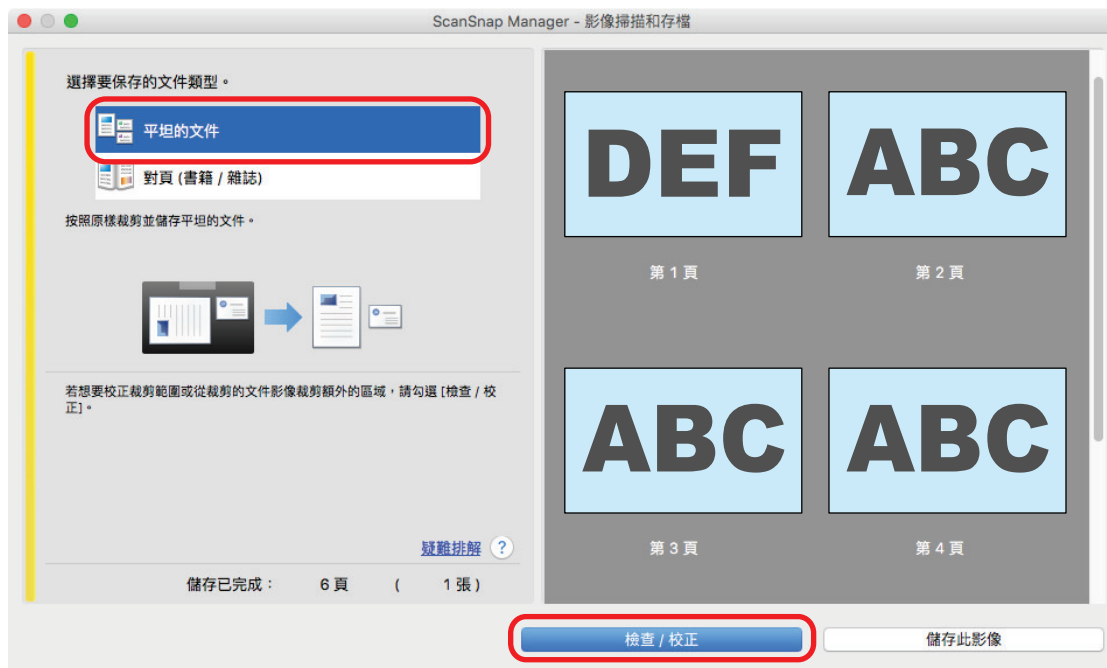 ScanSnap Manager - 影像掃描和存檔
選擇要保存的文件類型。
平坦的文件
對頁 (書籍 / 雜誌)
按照原樣裁剪並儲存平坦的文件。
若想要校正裁剪範圍或從裁剪的文件影像裁剪額外的區域，請勾選 [檢查 / 校
正]。
疑難排解 ?
儲存已完成： 6 頁 ( 1 張 )
DEF ABC
第 1 頁 第 2 頁
ABC ABC
第 3 頁 第 4 頁
檢查 / 校正 儲存此影像